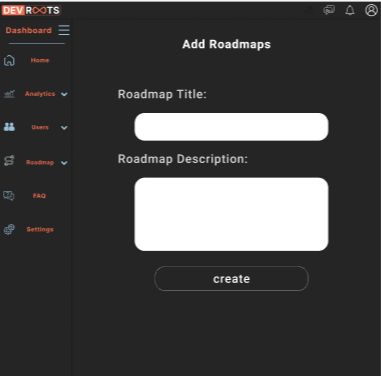 DEV ROOTS
Dashboard
Add Roadmaps
Home
Roadmap Title:
Analytics
Users
Roadmap Description:
Roadmap
FAQ
Settings
create